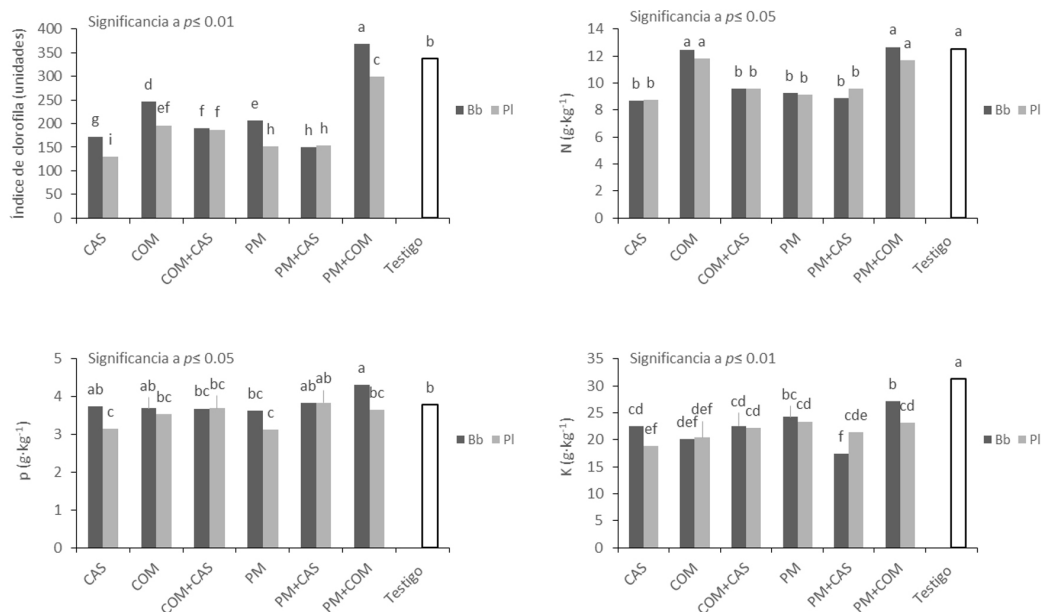 Significancia a p≤ 0.01
Índice de clorofila (unidades)
400
350
300
250
200
150
100
50
0
g
i
d
ef
f
f
e
h
h
h
a
c
b
Bb
Pl
CAS
COM
COM+CAS
PM
PM+CAS
PM+COM
Testigo
Significancia a p≤ 0.05
N (g·kg⁻¹)
14
12
10
8
6
4
2
0
b
b
a
a
b
b
b
b
b
b
a
a
a
Bb
Pl
CAS
COM
COM+CAS
PM
PM+CAS
PM+COM
Testigo
Significancia a p≤ 0.05
p (g·kg⁻¹)
5
4
3
2
1
0
ab
c
ab
bc
bc
bc
bc
c
ab
ab
a
bc
b
Bb
Pl
CAS
COM
COM+CAS
PM
PM+CAS
PM+COM
Testigo
Significancia a p≤ 0.01
K (g·kg⁻¹)
35
30
25
20
15
10
5
0
cd
ef
def
def
cd
cd
bc
cd
f
cde
b
cd
a
Bb
Pl
CAS
COM
COM+CAS
PM
PM+CAS
PM+COM
Testigo